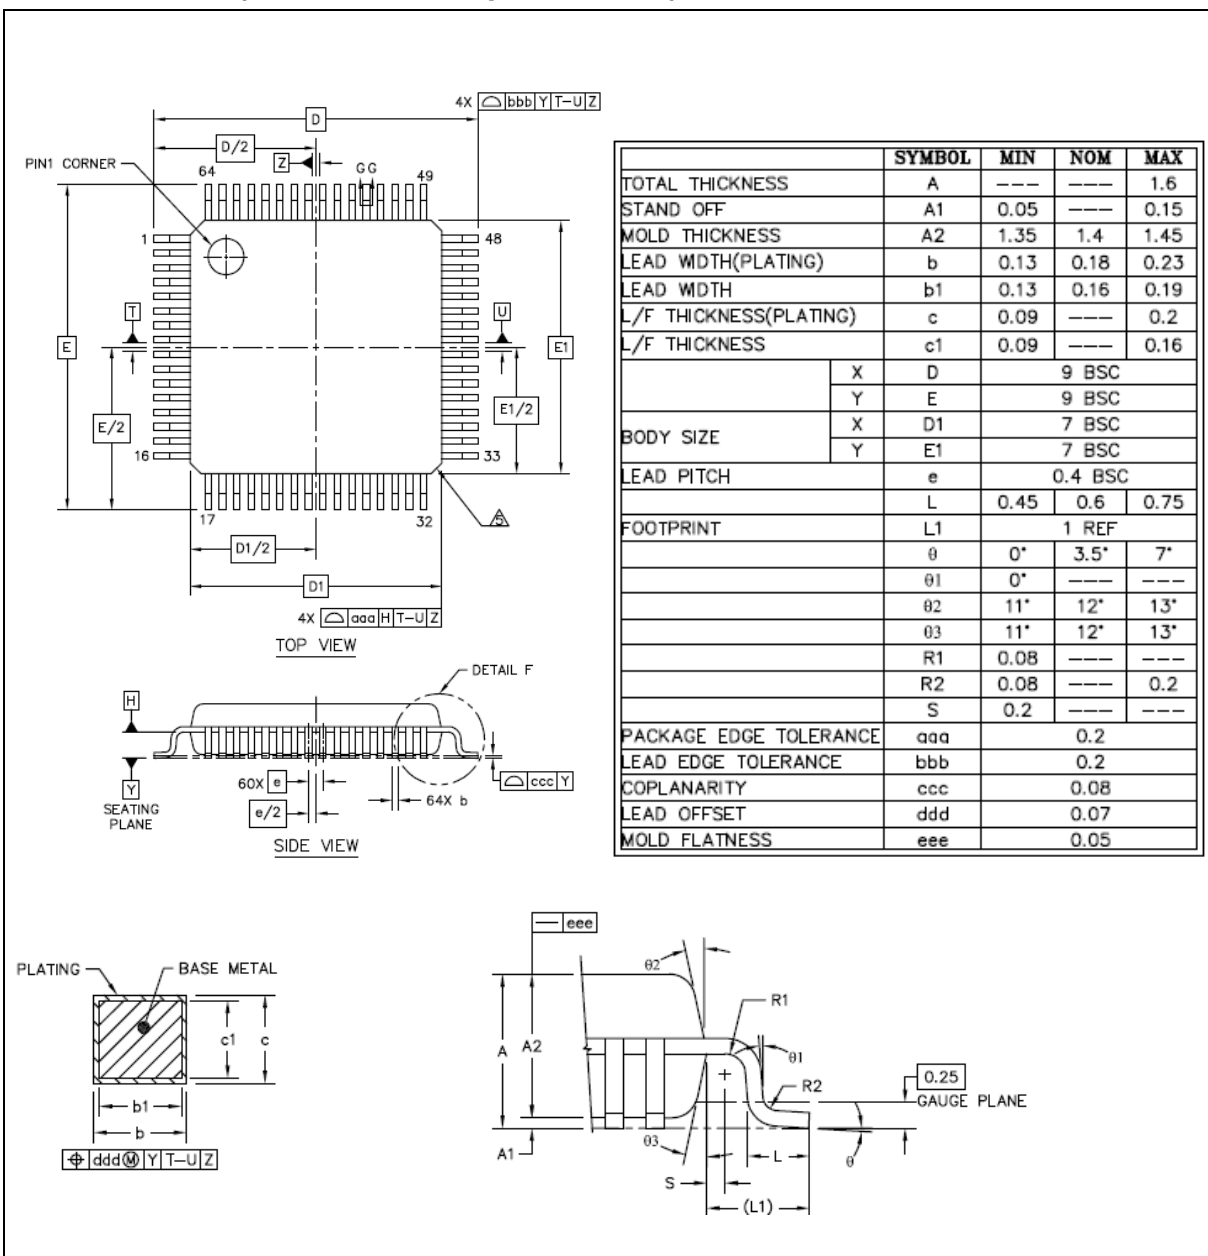 4X bbb Y T-U Z
D
D/2
Z
PIN1 CORNER
64
G G
49
1
48
T
U
E
E1
E1/2
E/2
16
33
17
32
5
D1/2
D1
4X aaa H T-U Z
TOP VIEW
DETAIL F
H
Y
SEATING
PLANE
60X e
e/2
64X b
ccc Y
SIDE VIEW
SYMBOL MIN NOM MAX
TOTAL THICKNESS A --- --- 1.6
STAND OFF A1 0.05 --- 0.15
MOLD THICKNESS A2 1.35 1.4 1.45
LEAD WIDTH(PLATING) b 0.13 0.18 0.23
LEAD WIDTH b1 0.13 0.16 0.19
L/F THICKNESS(PLATING) c 0.09 --- 0.2
L/F THICKNESS c1 0.09 --- 0.16
X D 9 BSC
Y E 9 BSC
BODY SIZE X D1 7 BSC
Y E1 7 BSC
LEAD PITCH e 0.4 BSC
L 0.45 0.6 0.75
FOOTPRINT L1 1 REF
θ 0° 3.5° 7°
θ1 0° --- ---
θ2 11° 12° 13°
θ3 11° 12° 13°
R1 0.08 --- ---
R2 0.08 --- 0.2
S 0.2 --- ---
PACKAGE EDGE TOLERANCE aaa 0.2
LEAD EDGE TOLERANCE bbb 0.2
COPLANARITY ccc 0.08
LEAD OFFSET ddd 0.07
MOLD FLATNESS eee 0.05
PLATING
BASE METAL
c1
c
b1
b
ddd Ⓜ Y T-U Z
eee
θ2
R1
A
A2
θ1
R2
0.25
GAUGE PLANE
A1
θ3
L
θ
S
(L1)